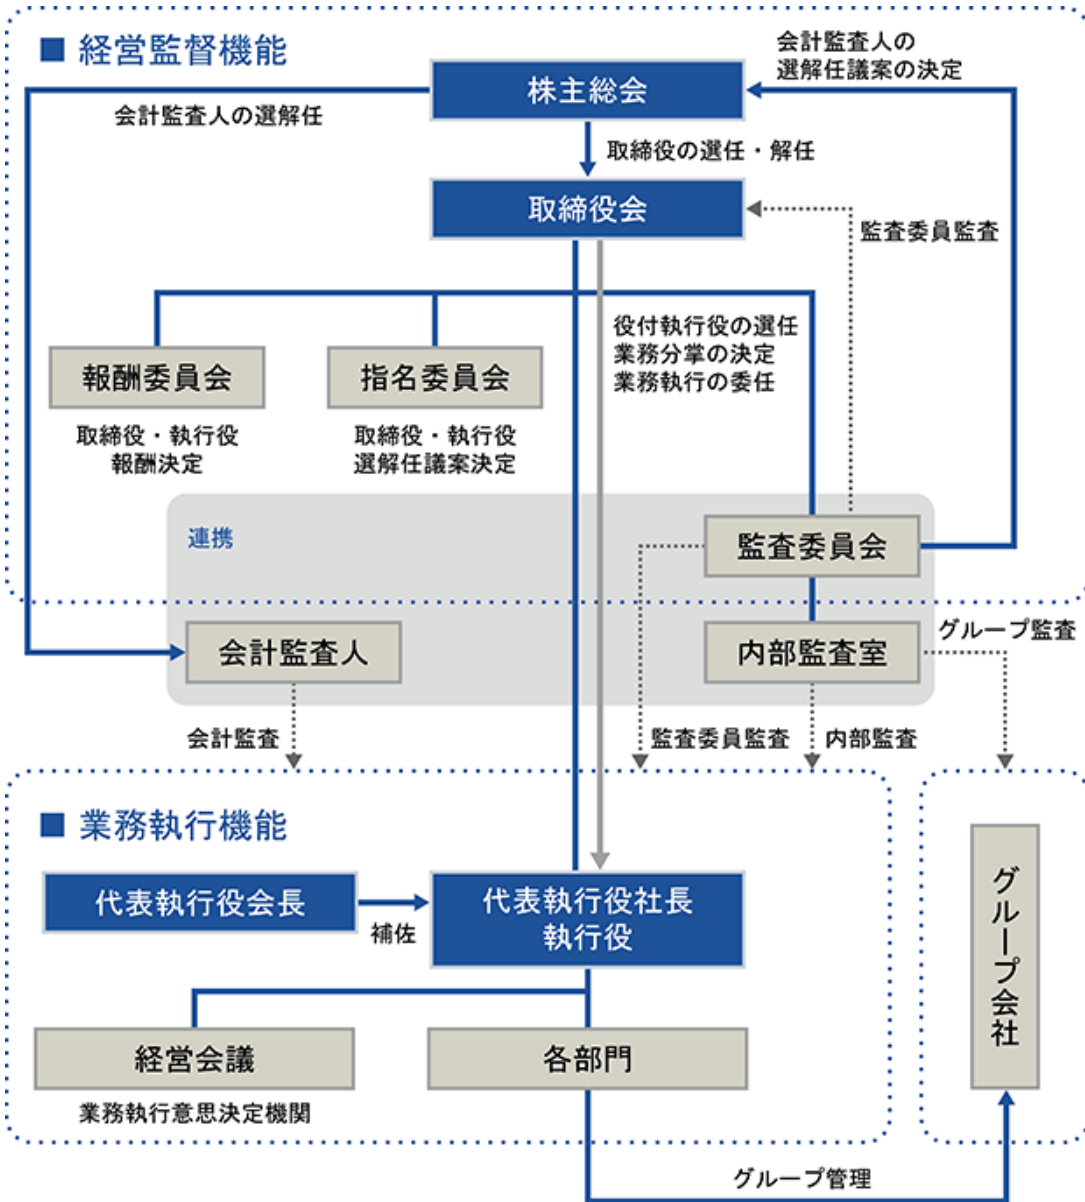 ■ 経営監督機能
会計監査人の
選解任議案の決定
株主総会
会計監査人の選解任
取締役の選任・解任
取締役会
監査委員監査
役付執行役の選任
業務分掌の決定
業務執行の委任
報酬委員会
指名委員会
取締役・執行役
報酬決定
取締役・執行役
選解任議案決定
連携
監査委員会
会計監査人
内部監査室
グループ監査
会計監査
監査委員監査
内部監査
■ 業務執行機能
代表執行役会長
補佐
代表執行役社長
執行役
グループ会社
経営会議
各部門
業務執行意思決定機関
グループ管理